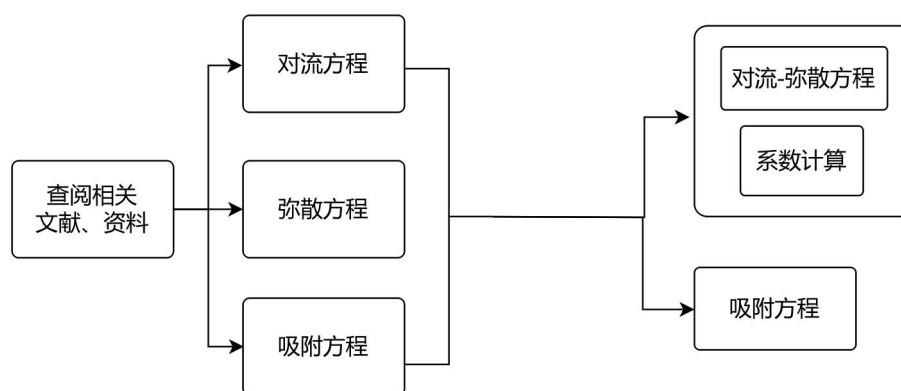 查阅相关
文献、资料
对流方程
弥散方程
吸附方程
对流-弥散方程
系数计算
吸附方程